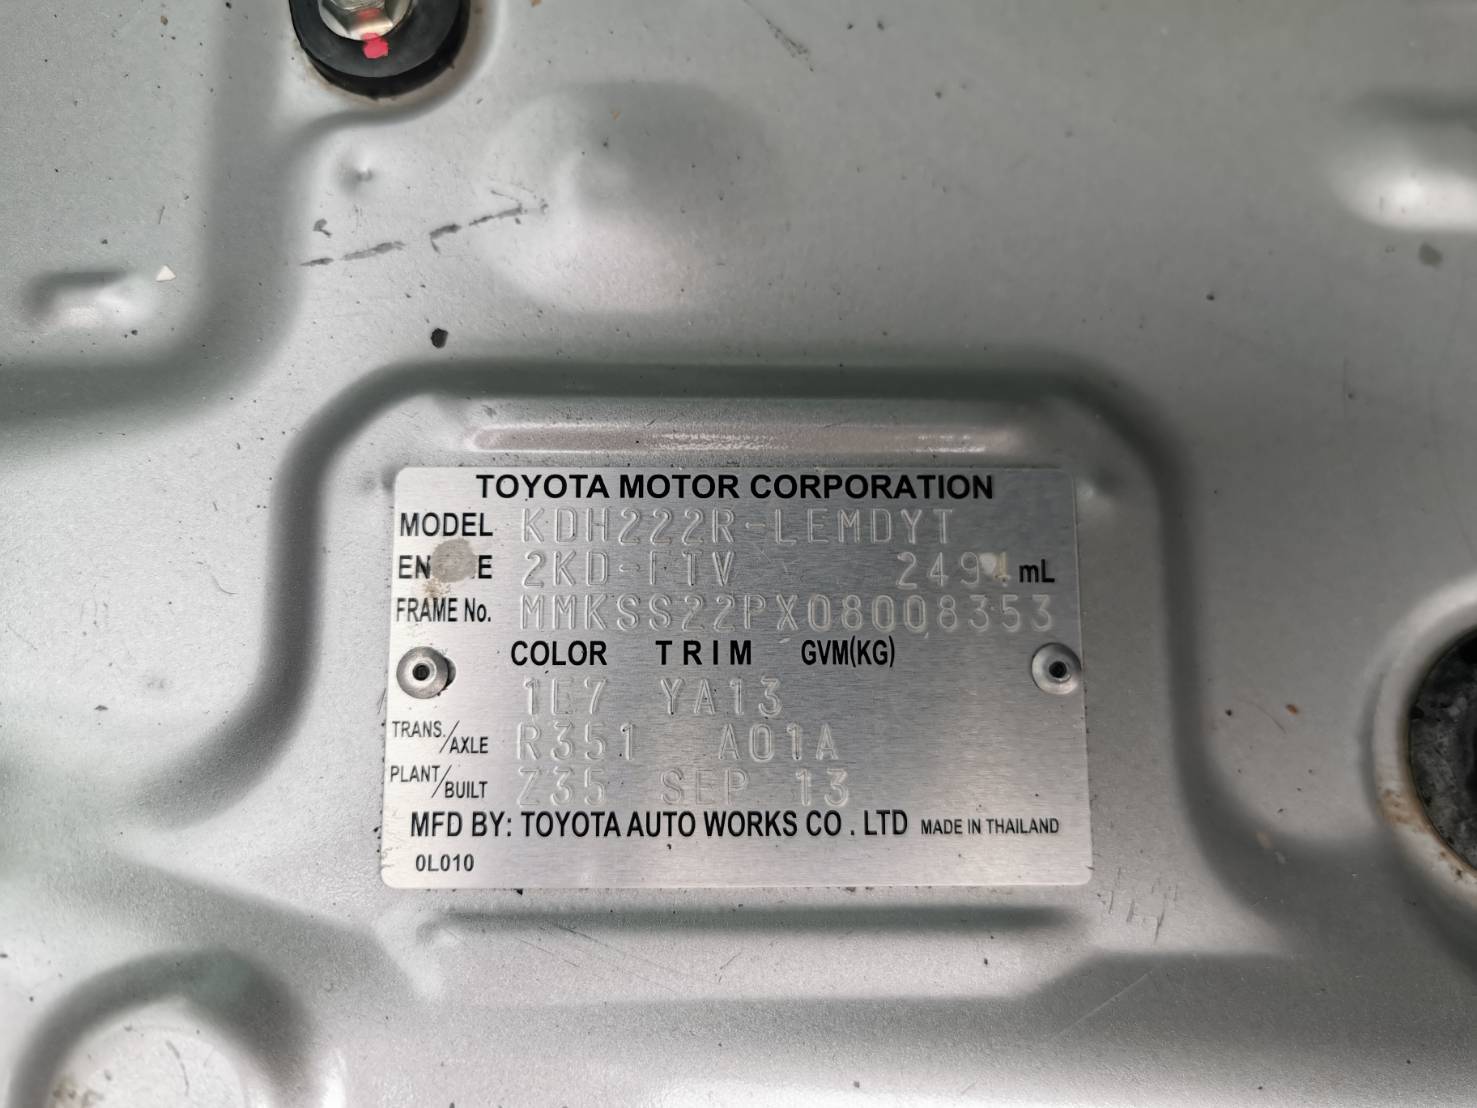 TOYOTA MOTOR CORPORATION
MODEL KDH222R-LEMDYT
ENGINE 2KD-FTV 2494 mL
FRAME No. MMKSS22PX08008353
COLOR TRIM GVM(KG)
1E7 YA13
TRANS./AXLE R351 A01A
PLANT/BUILT Z35 SEP 13
MFD BY: TOYOTA AUTO WORKS CO . LTD MADE IN THAILAND
0L010